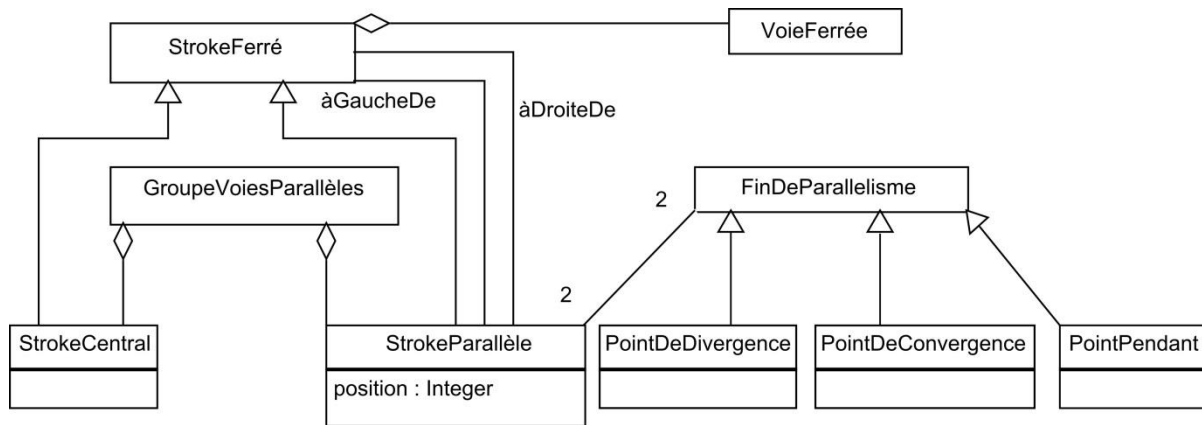 StrokeFerré
VoieFerrée
àGaucheDe
àDroiteDe
GroupeVoiesParallèles
FinDeParallelisme
2
2
StrokeCentral
StrokeParallèle
position : Integer
PointDeDivergence
PointDeConvergence
PointPendant